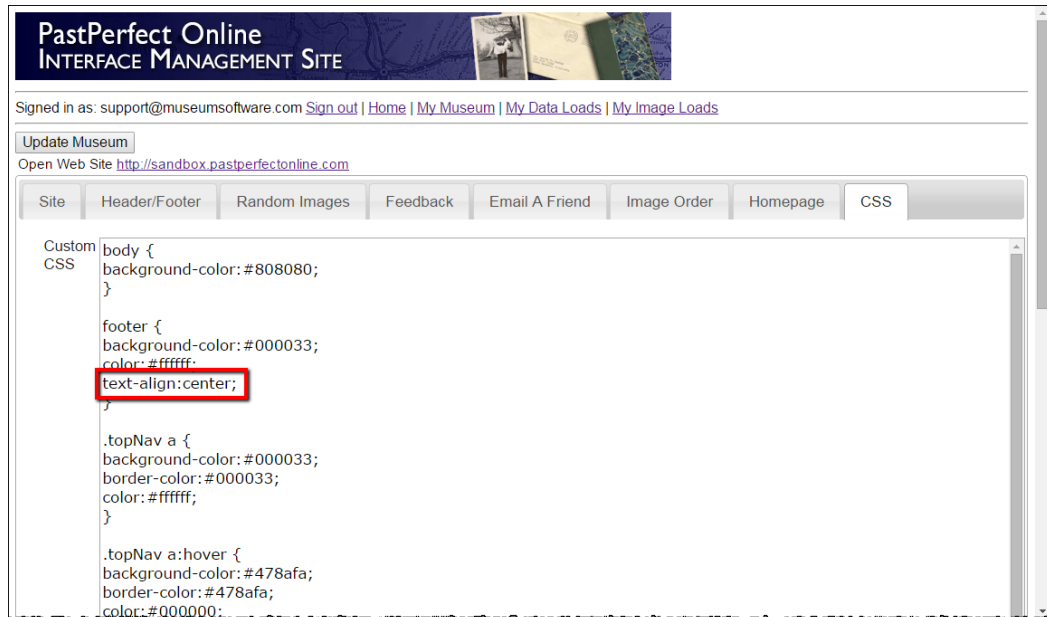 PastPerfect Online
INTERFACE MANAGEMENT SITE
Signed in as: support@museumsoftware.com Sign out | Home | My Museum | My Data Loads | My Image Loads
Update Museum
Open Web Site http://sandbox.pastperfectonline.com
Site Header/Footer Random Images Feedback Email A Friend Image Order Homepage CSS
Custom CSS
body {
background-color:#808080;
}
footer {
background-color:#000033;
color:#ffffff;
text-align:center;
}
.topNav a {
background-color:#000033;
border-color:#000033;
color:#ffffff;
}
.topNav a:hover {
background-color:#478afa;
border-color:#478afa;
color:#000000;